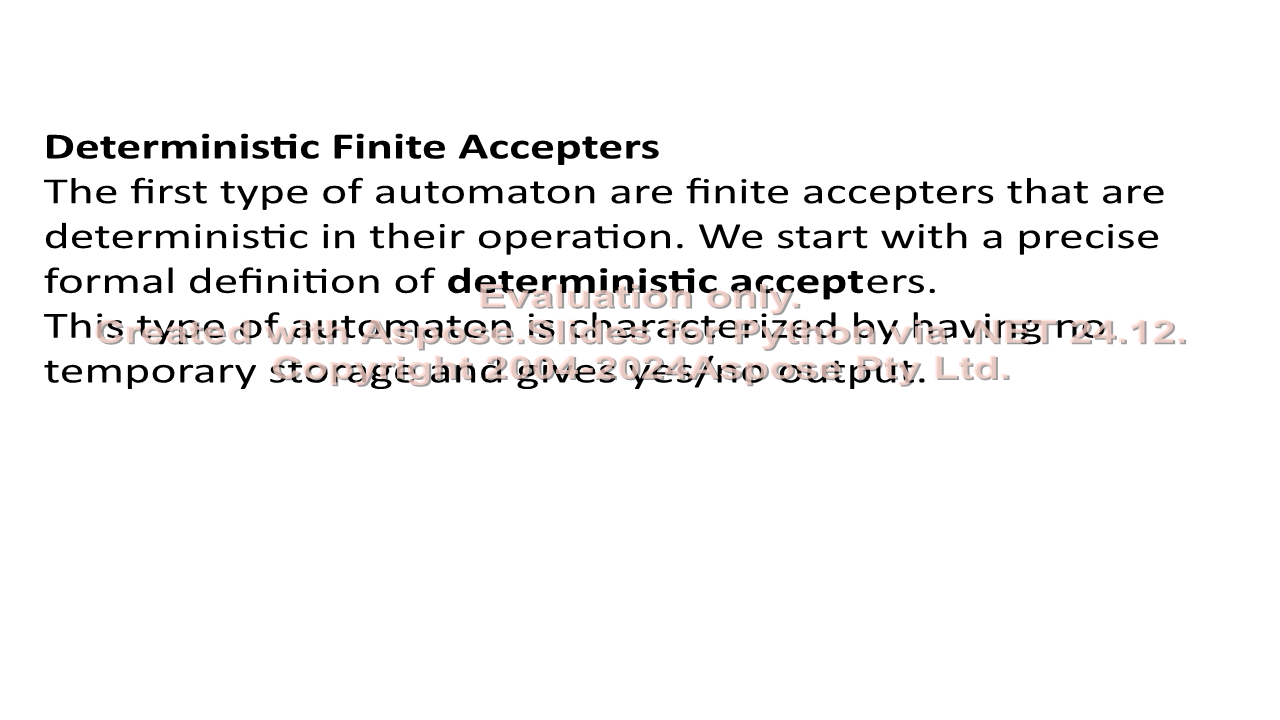 Deterministic Finite Accepters
The first type of automaton are finite accepters that are
deterministic in their operation. We start with a precise
formal definition of deterministic accepters.
Evaluation only.
This type of automaton is characterized by having no
Created with Aspose.Slides for Python via .NET 24.12.
temporary storage and gives yes/no output.
Copyright 2004-2024Aspose Pty Ltd.